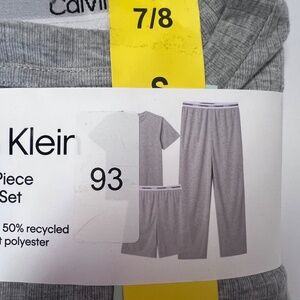 Calvin
7/8
S
Klein
93
Piece
Set
50% recycled
t polyester